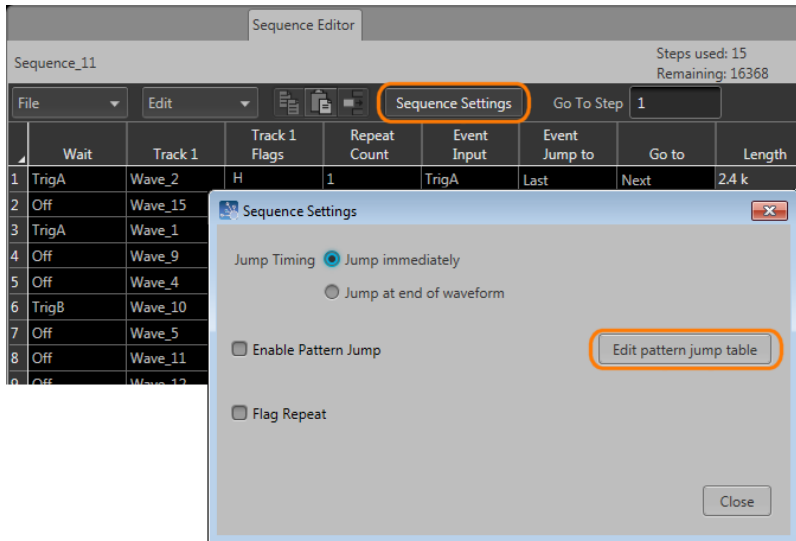 Sequence Editor
Sequence_11
Steps used: 15
Remaining: 16368
File Edit Sequence Settings Go To Step 1
Wait Track 1 Track 1 Flags Repeat Count Event Input Event Jump to Go to Length
1 TrigA Wave_2 H 1 TrigA Last Next 2.4 k
2 Off Wave_15
3 TrigA Wave_1
4 Off Wave_9
5 Off Wave_4
6 TrigB Wave_10
7 Off Wave_5
8 Off Wave_11
9 Off Wave_12
Sequence Settings
Jump Timing Jump immediately
Jump at end of waveform
Enable Pattern Jump Edit pattern jump table
Flag Repeat
Close